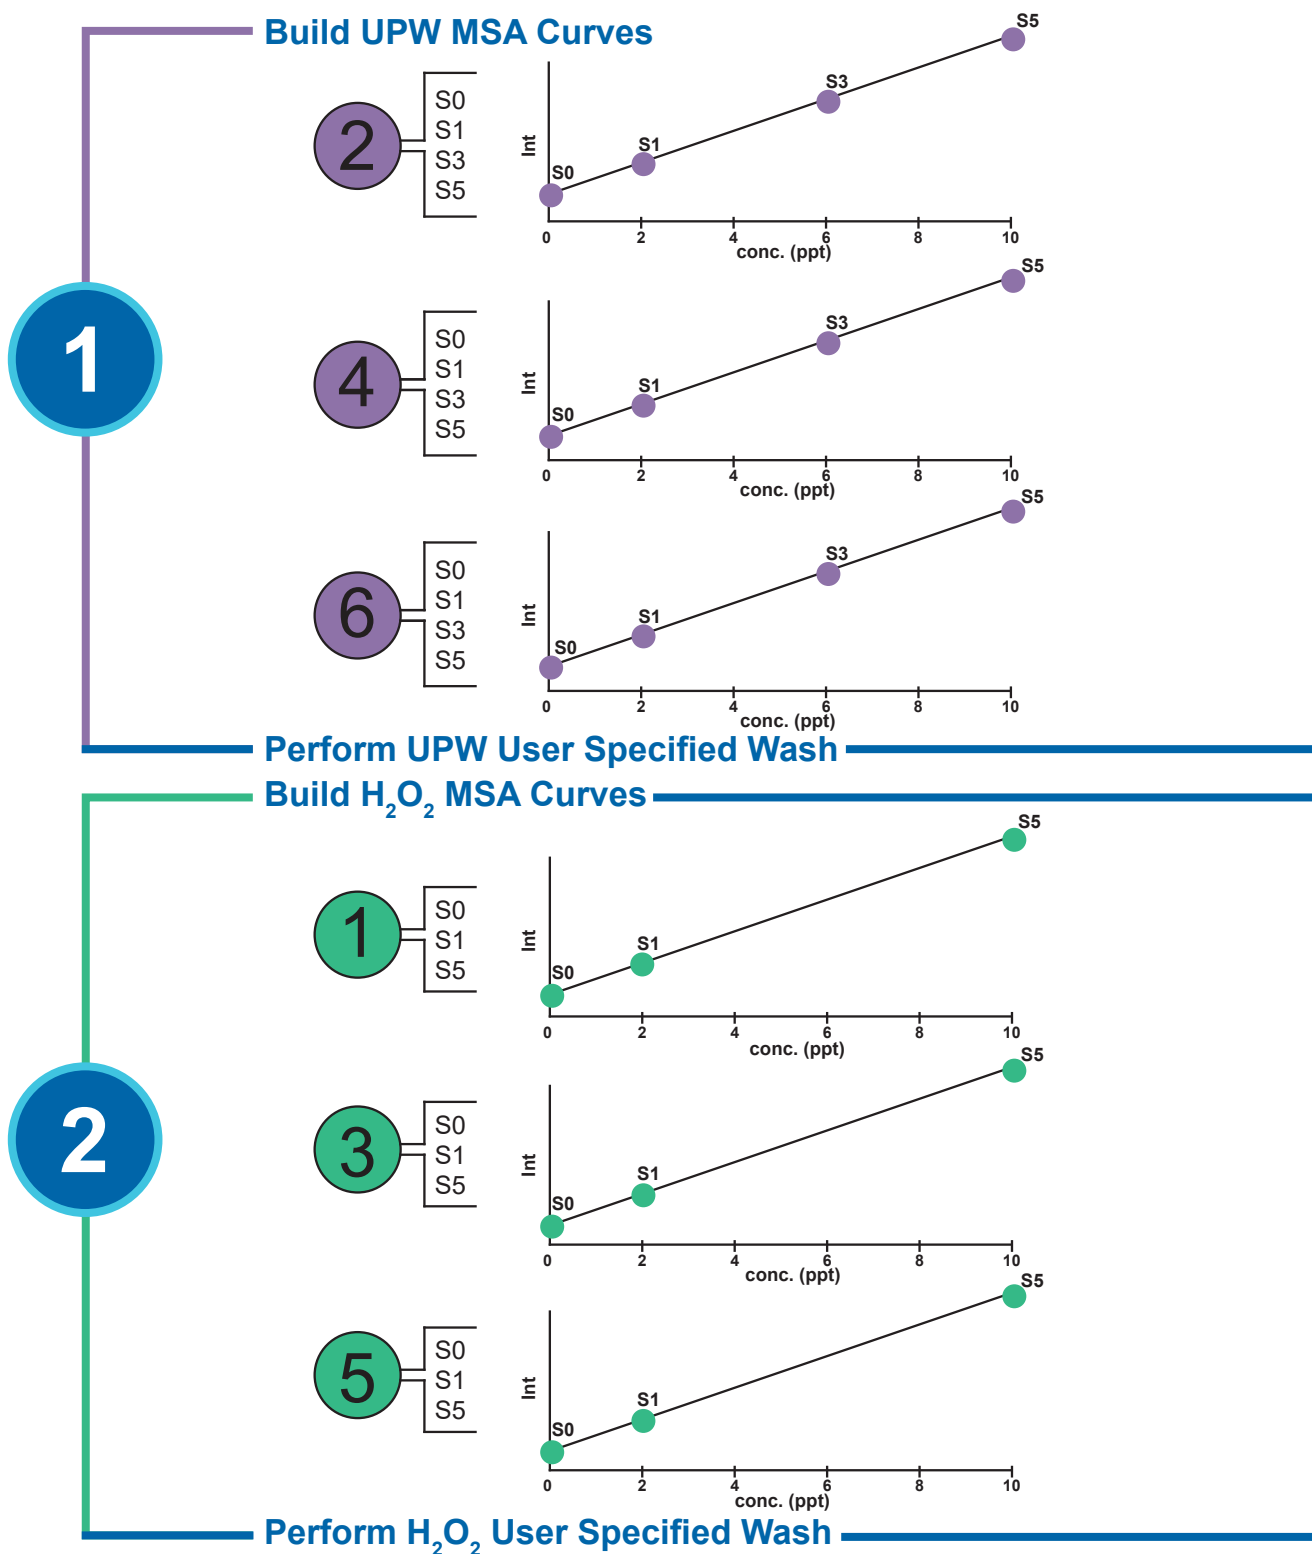 Build UPW MSA Curves
1
2
S0
S1
S3
S5
Int
S0
S1
S3
S5
0 2 4 6 8 10
conc. (ppt)
4
S0
S1
S3
S5
Int
S0
S1
S3
S5
0 2 4 6 8 10
conc. (ppt)
6
S0
S1
S3
S5
Int
S0
S1
S3
S5
0 2 4 6 8 10
conc. (ppt)
Perform UPW User Specified Wash
Build H₂O₂ MSA Curves
2
1
S0
S1
S5
Int
S0
S1
S5
0 2 4 6 8 10
conc. (ppt)
3
S0
S1
S5
Int
S0
S1
S5
0 2 4 6 8 10
conc. (ppt)
5
S0
S1
S5
Int
S0
S1
S5
0 2 4 6 8 10
conc. (ppt)
Perform H₂O₂ User Specified Wash